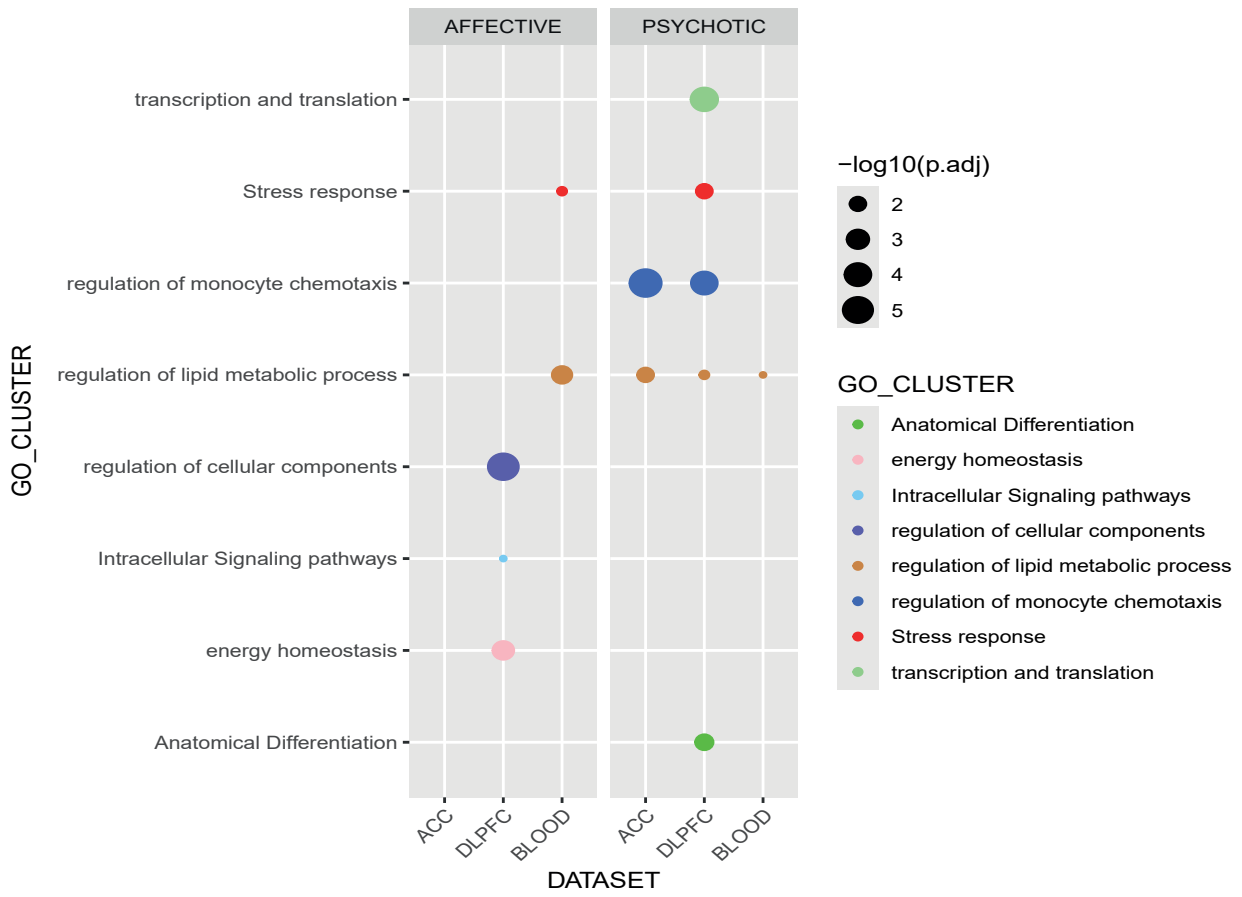 AFFECTIVE
PSYCHOTIC
transcription and translation
Stress response
regulation of monocyte chemotaxis
regulation of lipid metabolic process
regulation of cellular components
Intracellular Signaling pathways
energy homeostasis
Anatomical Differentiation
GO_CLUSTER
ACC
DLPFC
BLOOD
ACC
DLPFC
BLOOD
DATASET
−log10(p.adj)
2
3
4
5
GO_CLUSTER
Anatomical Differentiation
energy homeostasis
Intracellular Signaling pathways
regulation of cellular components
regulation of lipid metabolic process
regulation of monocyte chemotaxis
Stress response
transcription and translation